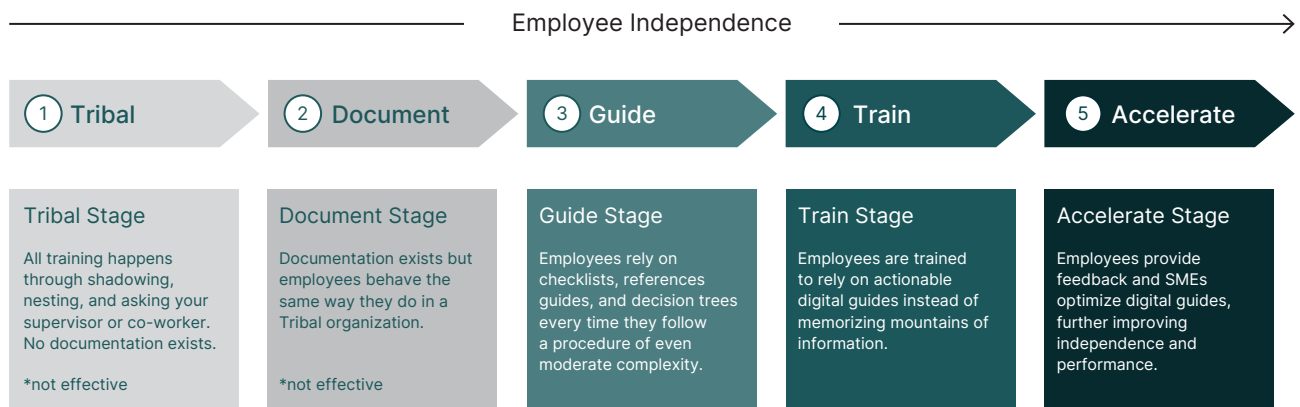 Employee Independence
1 Tribal
2 Document
3 Guide
4 Train
5 Accelerate
Tribal Stage
All training happens
through shadowing,
nesting, and asking your
supervisor or co-worker.
No documentation exists.
*not effective
Document Stage
Documentation exists but
employees behave the
same way they do in a
Tribal organization.
*not effective
Guide Stage
Employees rely on
checklists, references
guides, and decision trees
every time they follow
a procedure of even
moderate complexity.
Train Stage
Employees are trained
to rely on actionable
digital guides instead of
memorizing mountains of
information.
Accelerate Stage
Employees provide
feedback and SMEs
optimize digital guides,
further improving
independence and
performance.